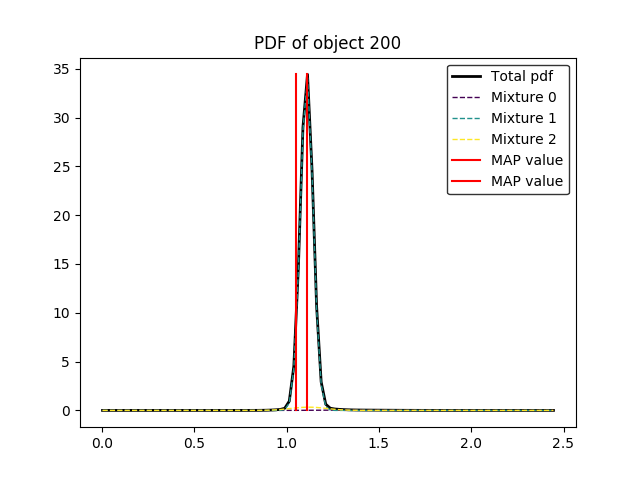 PDF of object 200
35
30
25
20
15
10
5
0
0.0 0.5 1.0 1.5 2.0 2.5
Total pdf
Mixture 0
Mixture 1
Mixture 2
MAP value
MAP value